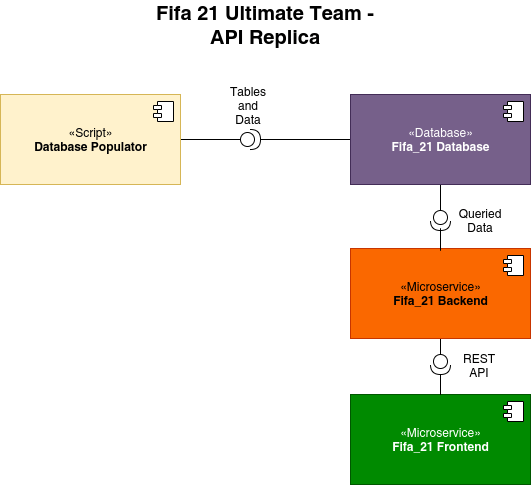 Fifa 21 Ultimate Team -
API Replica
Tables
and
Data
«Script»
Database Populator
«Database»
Fifa_21 Database
Queried
Data
«Microservice»
Fifa_21 Backend
REST
API
«Microservice»
Fifa_21 Frontend